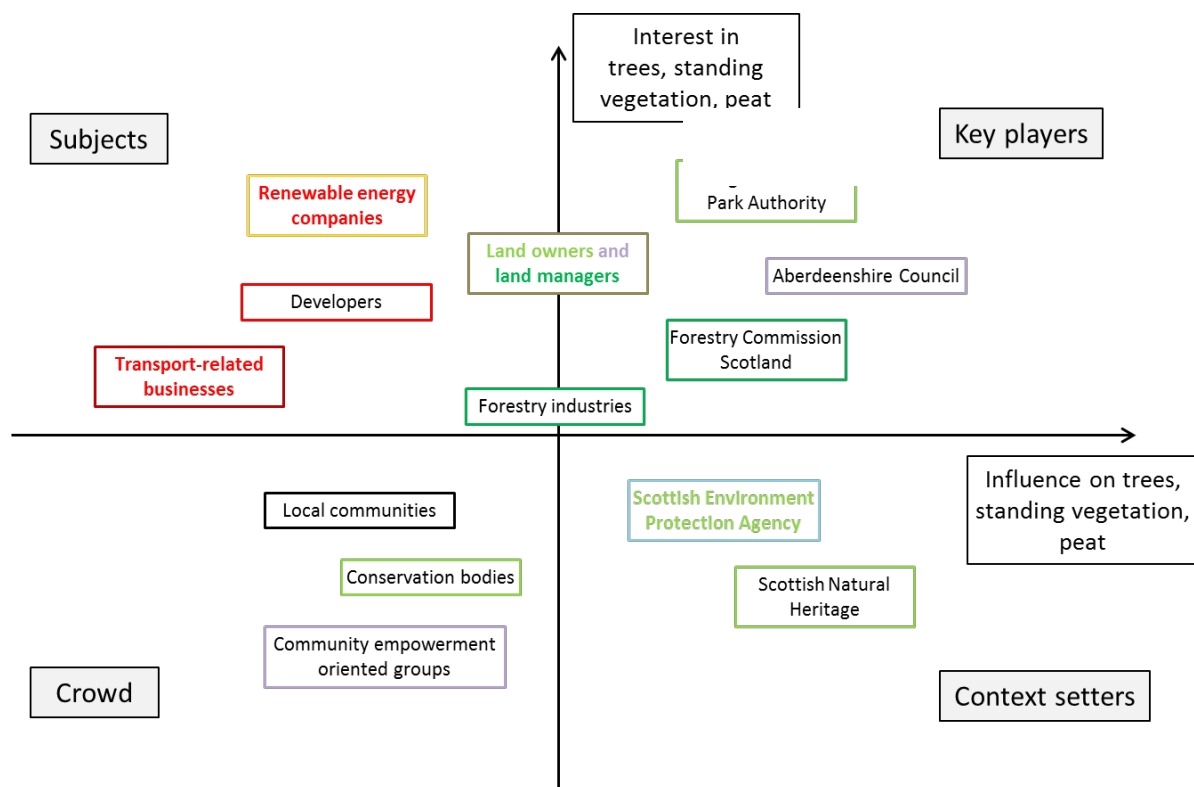 Interest in
trees, standing
vegetation, peat
Subjects
Key players
Renewable energy
companies
Park Authority
Land owners and
land managers
Aberdeenshire Council
Developers
Forestry Commission
Scotland
Transport-related
businesses
Forestry industries
Influence on trees,
standing vegetation,
peat
Local communities
Scottish Environment
Protection Agency
Conservation bodies
Scottish Natural
Heritage
Community empowerment
oriented groups
Crowd
Context setters